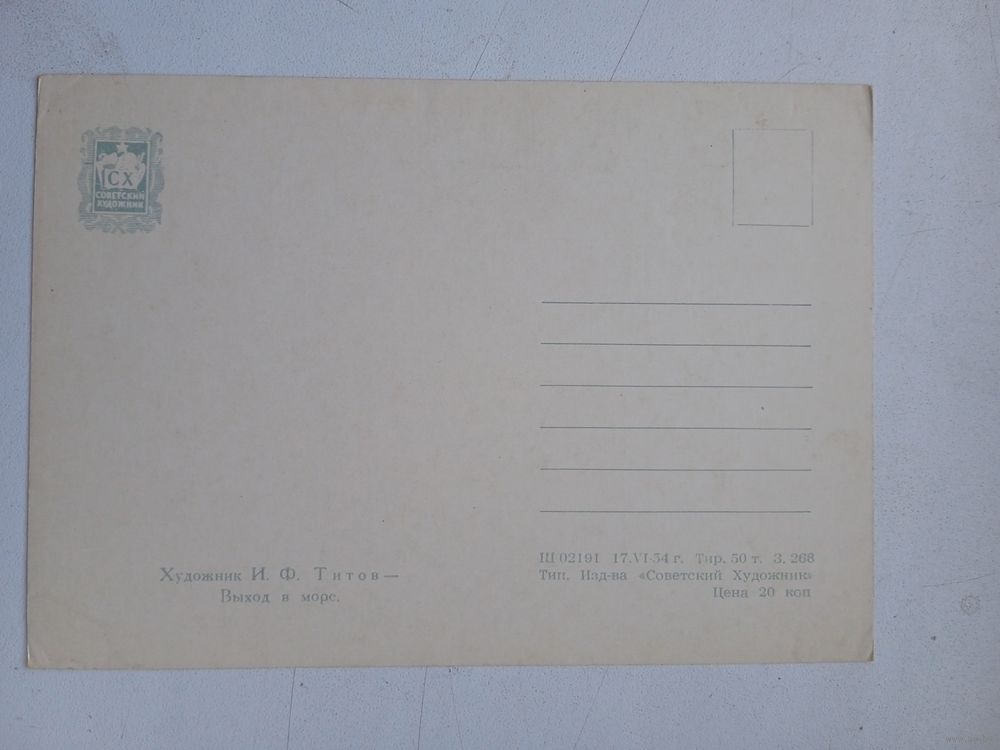 СХ
СОВЕТСКИЙ
ХУДОЖНИК
Художник И. Ф. Титов —
Выход в море.
Ш 02191 17.VI-54 г. Тир. 50 т. З. 268
Тип. Изд-ва «Советский Художник»
Цена 20 коп